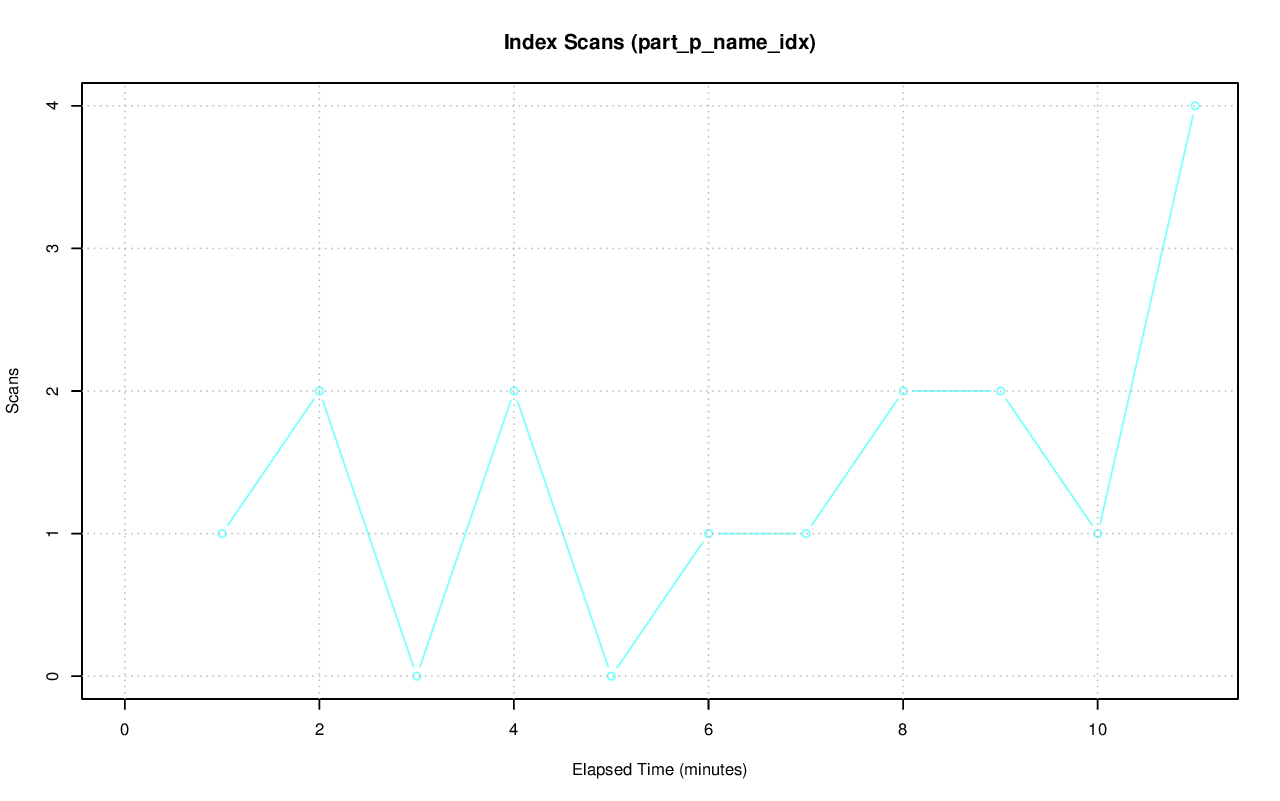 Index Scans (part_p_name_idx)
4
3
2
1
0
Scans
0 2 4 6 8 10
Elapsed Time (minutes)